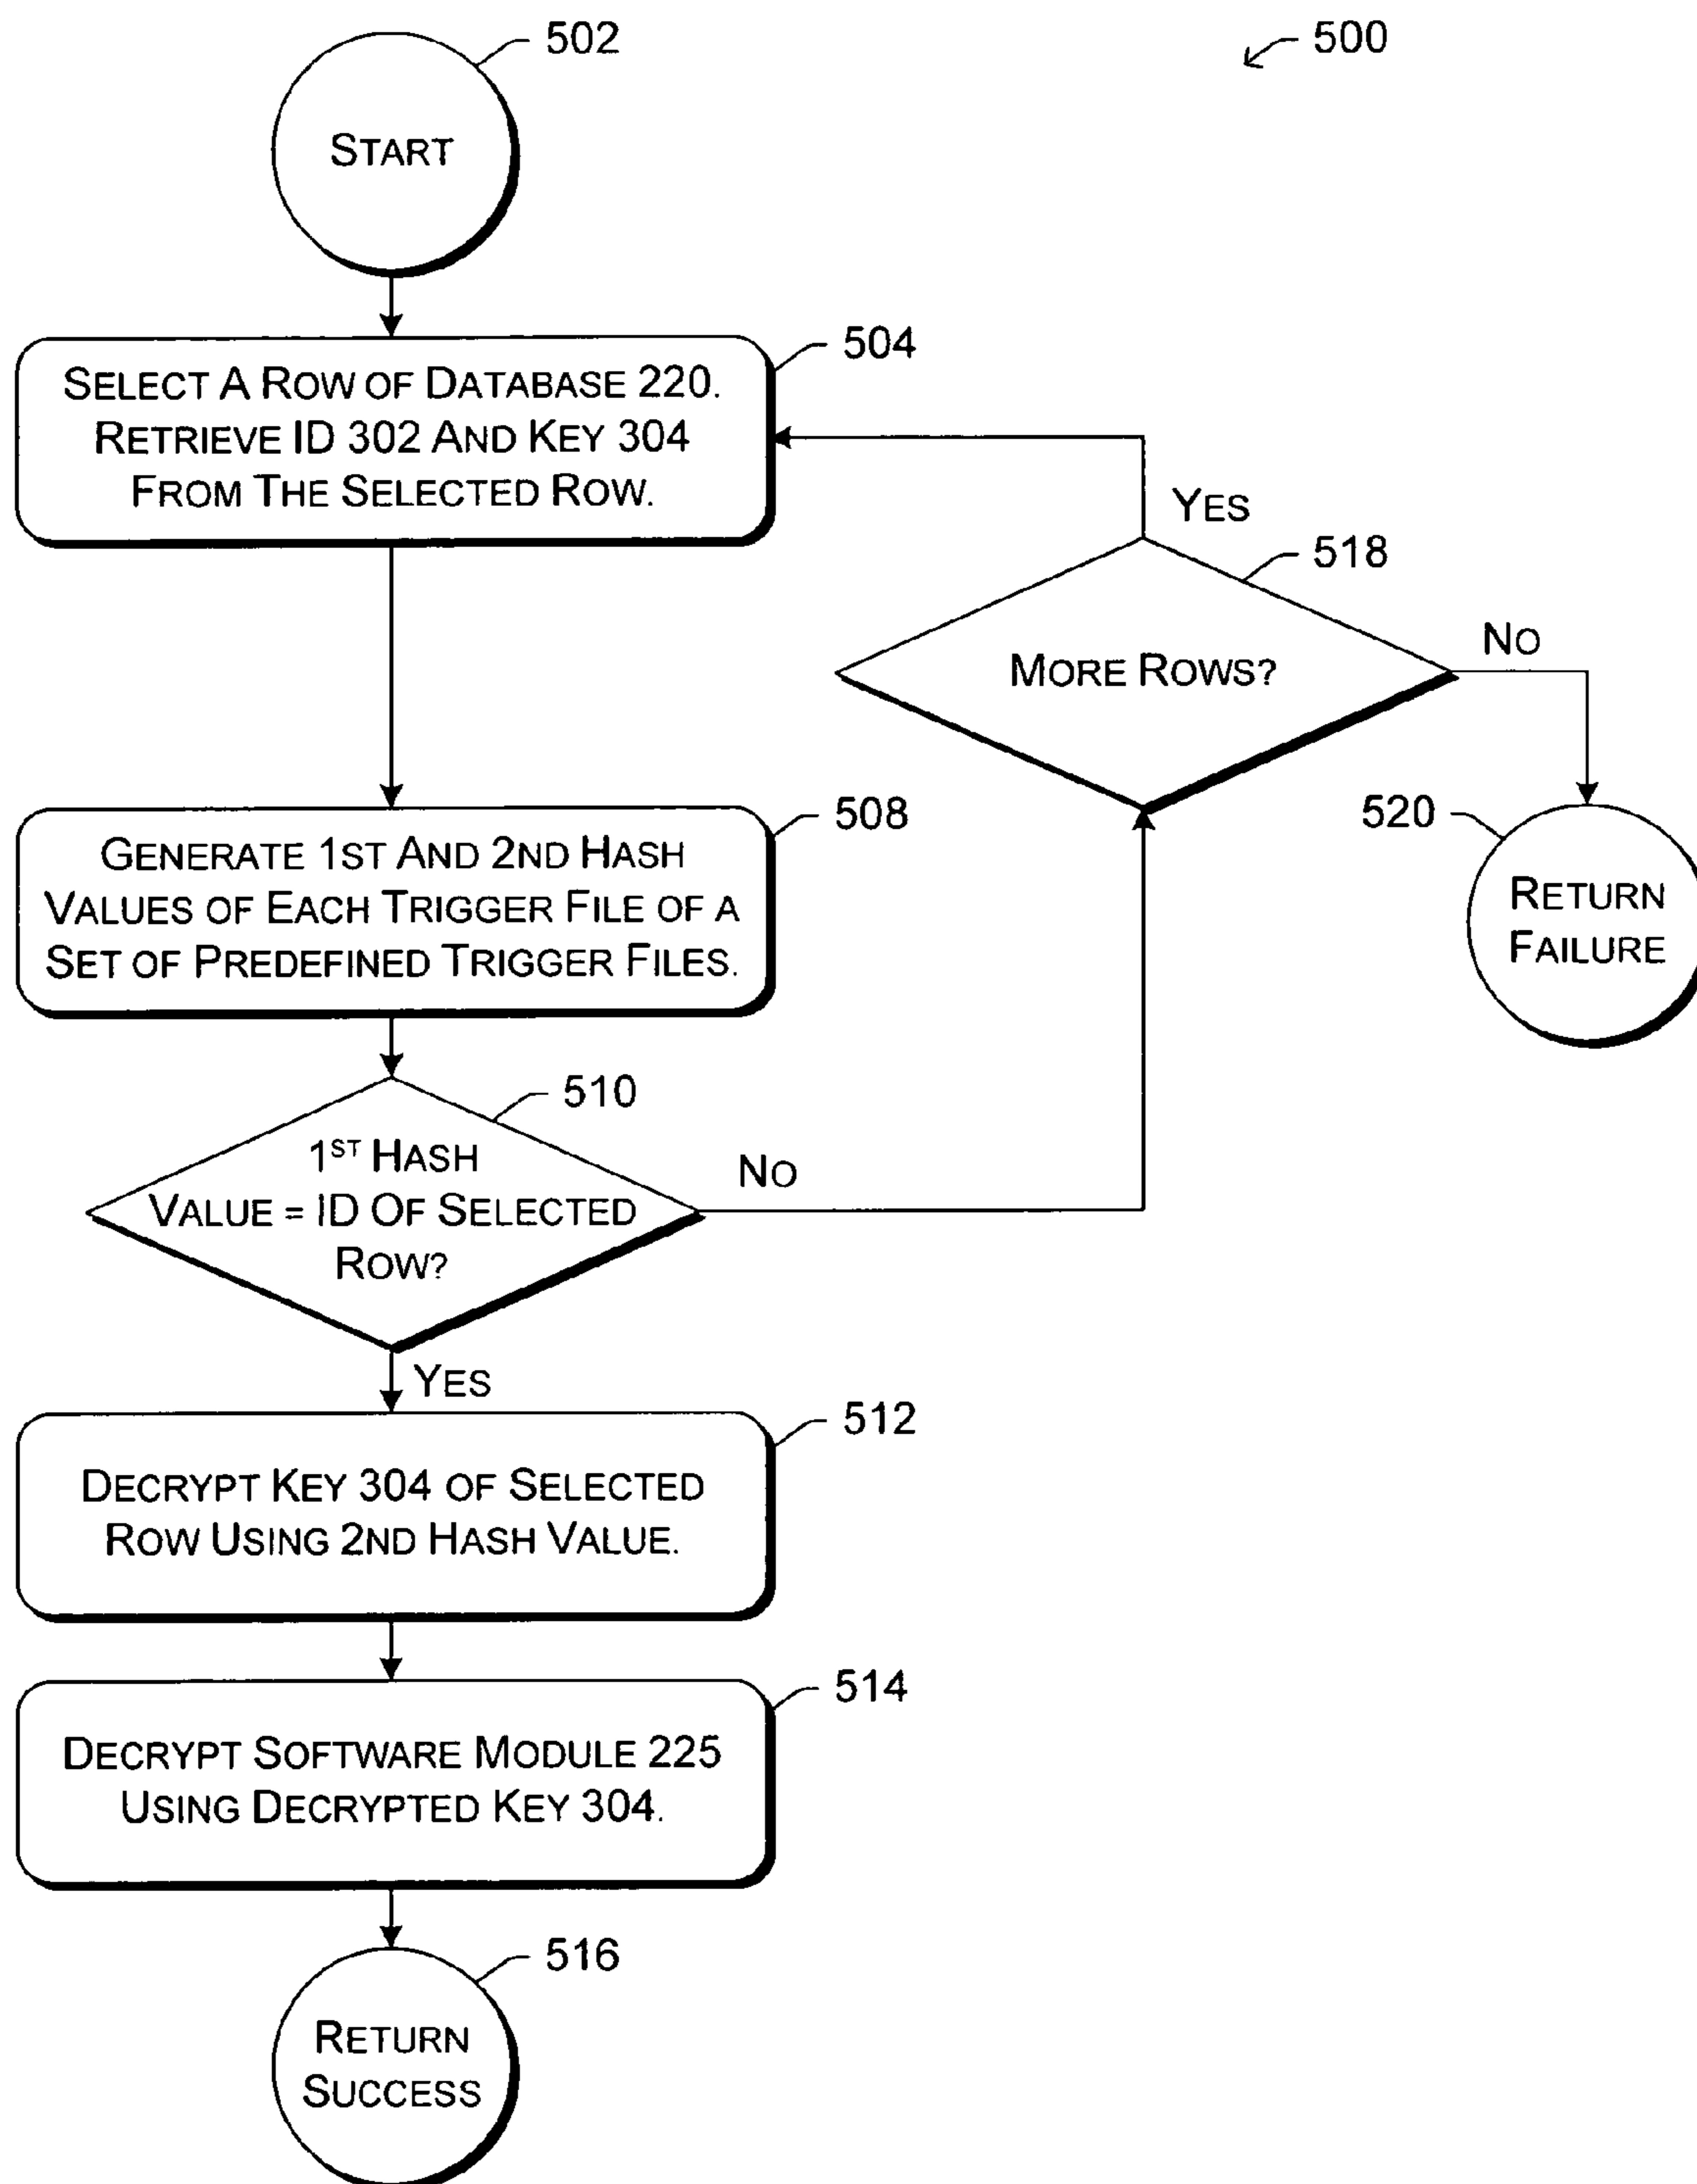 502
500
START
504
SELECT A ROW OF DATABASE 220.
RETRIEVE ID 302 AND KEY 304
FROM THE SELECTED ROW.
YES
518
MORE ROWS?
NO
508
GENERATE 1ST AND 2ND HASH
VALUES OF EACH TRIGGER FILE OF A
SET OF PREDEFINED TRIGGER FILES.
520
RETURN
FAILURE
510
1ST HASH
VALUE = ID OF SELECTED
ROW?
NO
YES
512
DECRYPT KEY 304 OF SELECTED
ROW USING 2ND HASH VALUE.
514
DECRYPT SOFTWARE MODULE 225
USING DECRYPTED KEY 304.
516
RETURN
SUCCESS